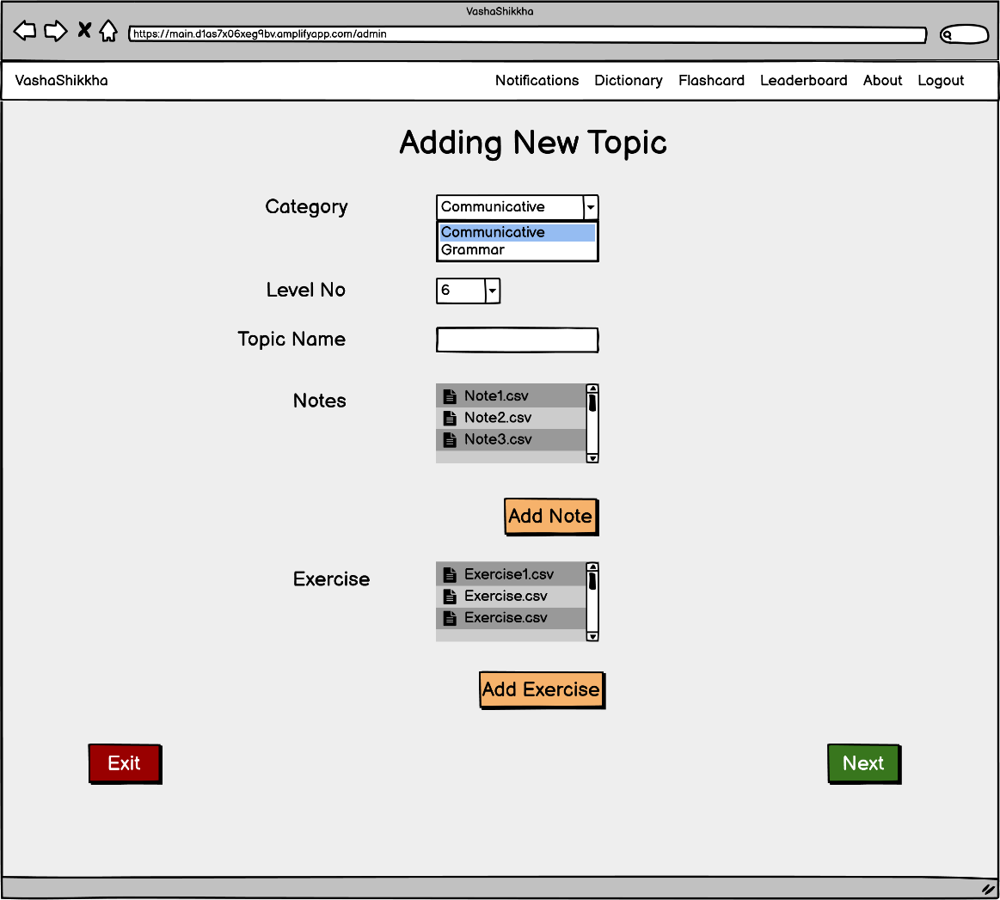 VashaShikkha
https://main.d1as7x06xeg9bv.amplifyapp.com/admin
VashaShikkha Notifications Dictionary Flashcard Leaderboard About Logout
Adding New Topic
Category Communicative
Communicative
Grammar
Level No 6
Topic Name
Notes Note1.csv
Note2.csv
Note3.csv
Add Note
Exercise Exercise1.csv
Exercise.csv
Exercise.csv
Add Exercise
Exit Next